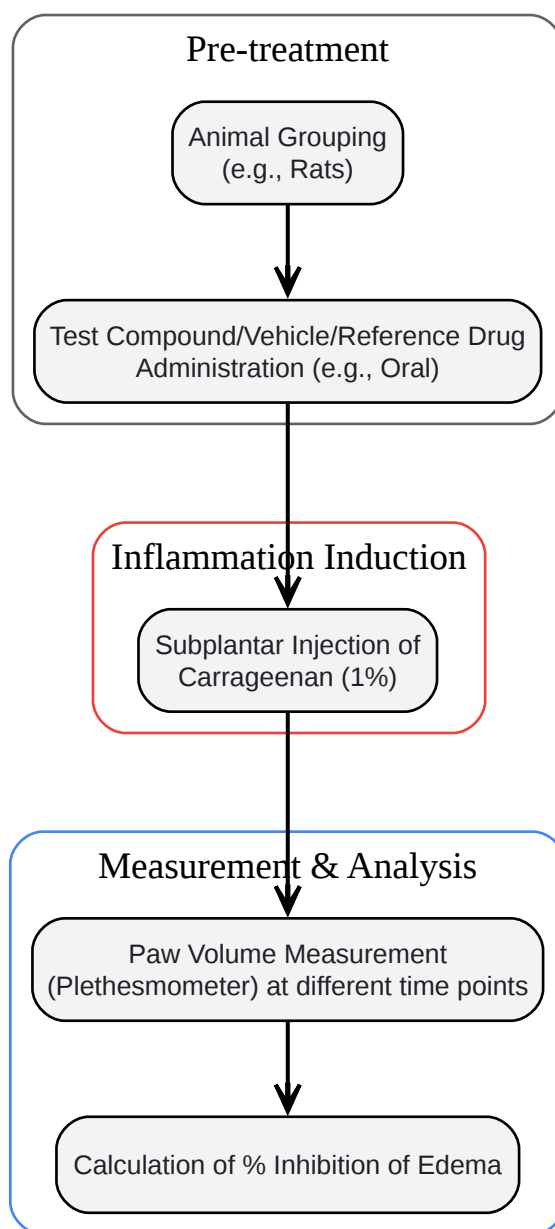 Pre-treatment
Animal Grouping
(e.g., Rats)
Test Compound/Vehicle/Reference Drug
Administration (e.g., Oral)
Inflammation Induction
Subplantar Injection of
Carrageenan (1%)
Measurement & Analysis
Paw Volume Measurement
(Plethesmometer) at different time points
Calculation of % Inhibition of Edema